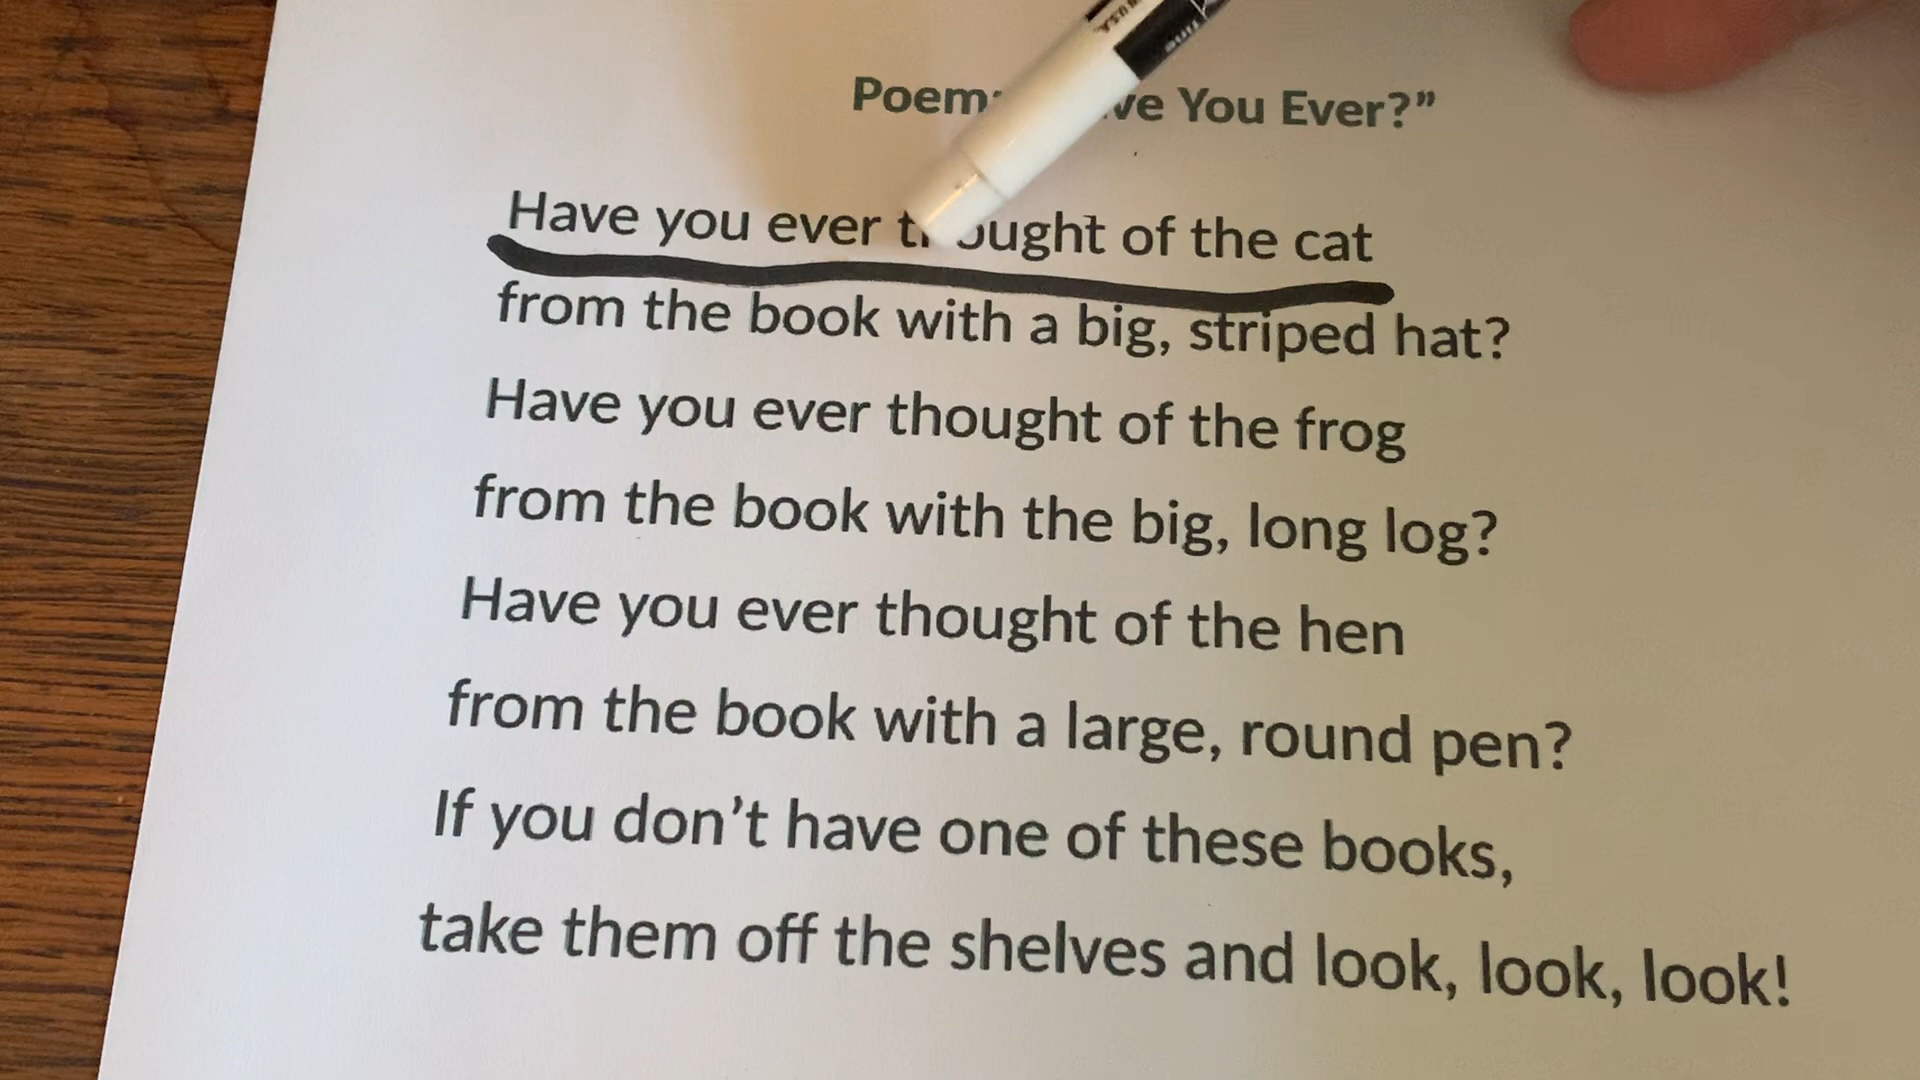 Poem: ve You Ever?”
Have you ever thought of the cat
from the book with a big, striped hat?
Have you ever thought of the frog
from the book with the big, long log?
Have you ever thought of the hen
from the book with a large, round pen?
If you don’t have one of these books,
take them off the shelves and look, look, look!